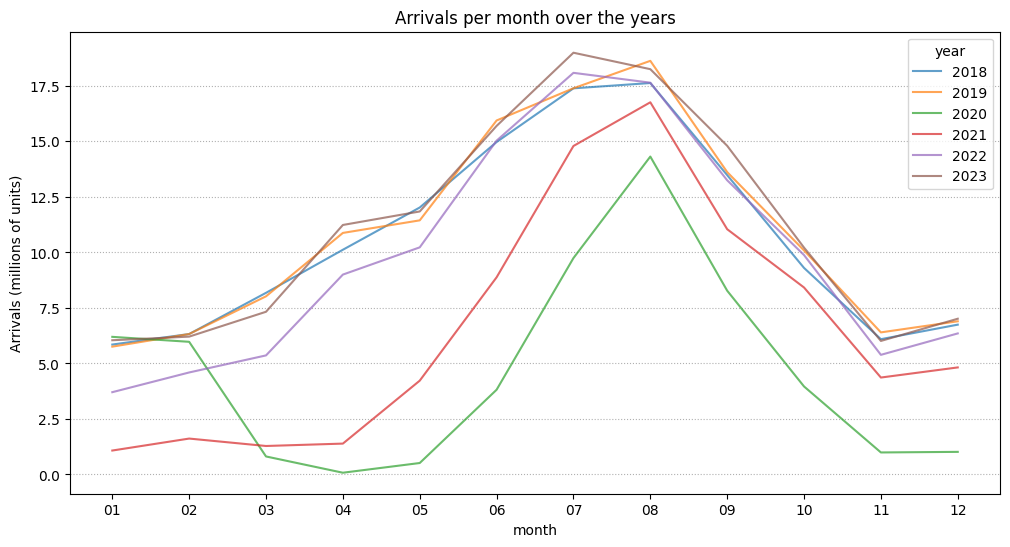 Arrivals per month over the years
Arrivals (millions of units)
17.5
15.0
12.5
10.0
7.5
5.0
2.5
0.0
01 02 03 04 05 06 07 08 09 10 11 12
month
year
2018
2019
2020
2021
2022
2023